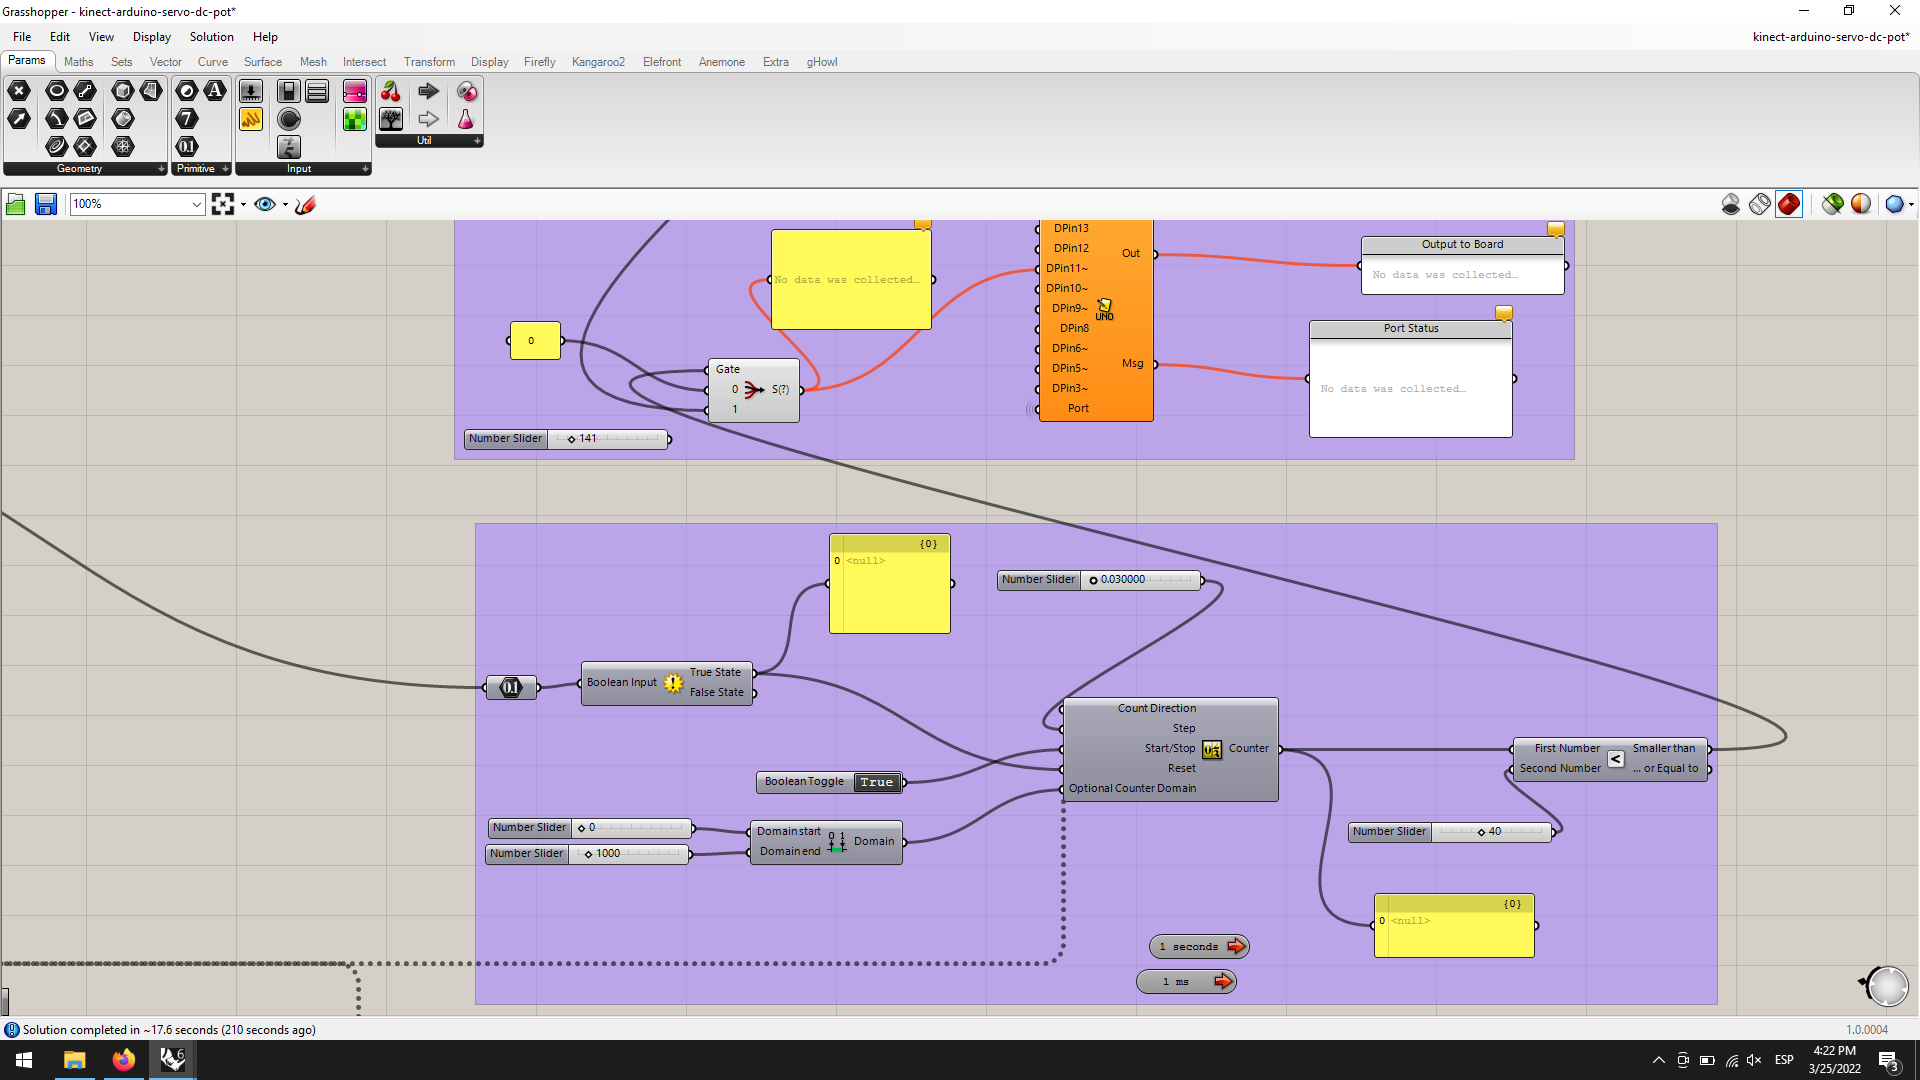 Grasshopper - kinect-arduino-servo-dc-pot*
File Edit View Display Solution Help kinect-arduino-servo-dc-pot*
Params Maths Sets Vector Curve Surface Mesh Intersect Transform Display Firefly Kangaroo2 Elefront Anemone Extra gHowl
Geometry Primitive Input Util
100%
DPin13
DPin12
DPin11~
DPin10~
DPin9~
DPin8
DPin6~
DPin5~
DPin3~
Port
Out
Msg
UNO
Output to Board
No data was collected…
Port Status
No data was collected…
No data was collected…
0
Gate
0
1
S(?)
Number Slider 141
{0}
0 <null>
Number Slider 0.030000
Boolean Input
True State
False State
Count Direction
Step
Start/Stop
Reset
Optional Counter Domain
Counter
Boolean Toggle True
Number Slider 0
Number Slider 1000
Domain start
Domain end
Domain
First Number
Second Number
<
Smaller than
... or Equal to
Number Slider 40
{0}
0 <null>
1 seconds
1 ms
Solution completed in ~17.6 seconds (210 seconds ago)
1.0.0004
ESP
4:22 PM
3/25/2022
3